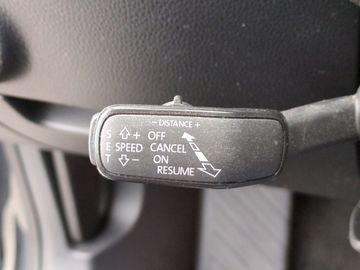 − DISTANCE +
S ⇧ + OFF
E SPEED CANCEL
T ⇩ − ON
RESUME